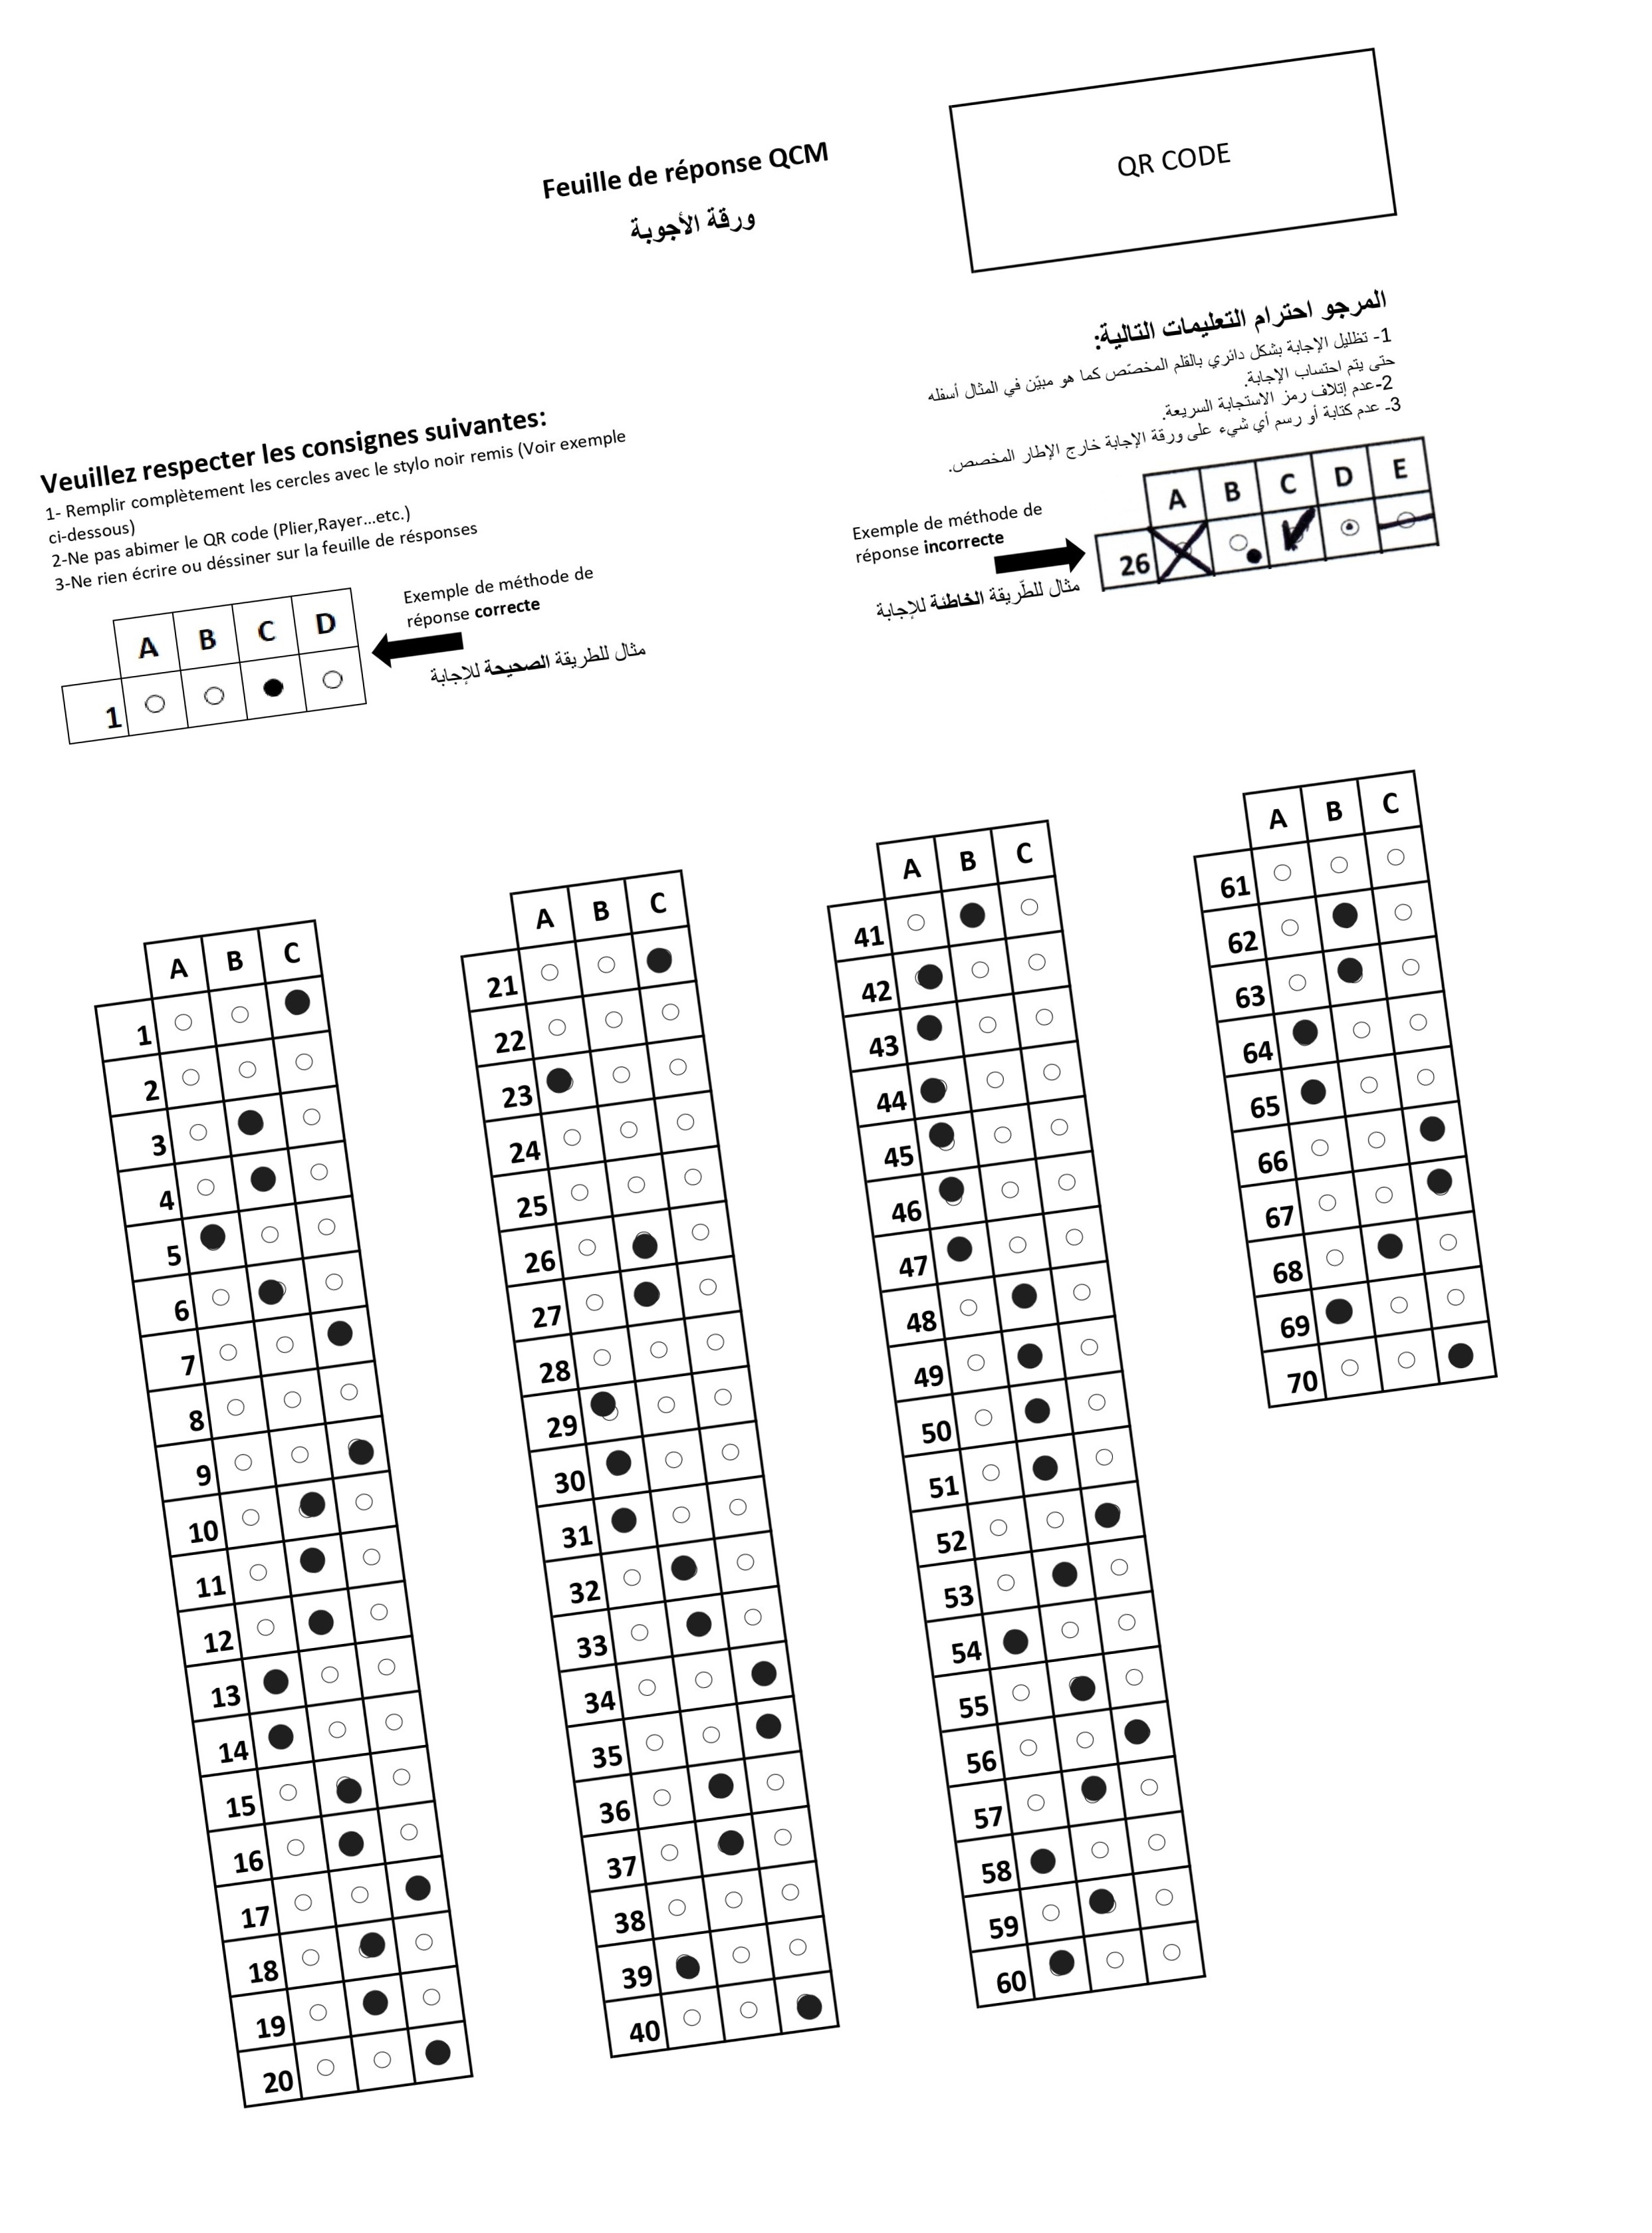 QR CODE
Feuille de réponse QCM
ورقة الأجوبة
المرجو احترام التعليمات التالية:
1- تظليل الإجابة بشكل دائري بالقلم المخصّص كما هو مبيّن في المثال أسفله
حتى يتم احتساب الإجابة.
2-عدم إتلاف رمز الاستجابة السريعة.
3- عدم كتابة أو رسم أي شيء على ورقة الإجابة خارج الإطار المخصص.
Veuillez respecter les consignes suivantes:
1- Remplir complètement les cercles avec le stylo noir remis (Voir exemple
ci-dessous)
2-Ne pas abimer le QR code (Plier,Rayer...etc.)
3-Ne rien écrire ou déssiner sur la feuille de réponses
Exemple de méthode de
réponse correcte
مثال للطريقة الصحيحة للإجابة
A B C D
1
Exemple de méthode de
réponse incorrecte
مثال للطّريقة الخاطئة للإجابة
A B C D E
26
A B C
1
2
3
4
5
6
7
8
9
10
11
12
13
14
15
16
17
18
19
20
A B C
21
22
23
24
25
26
27
28
29
30
31
32
33
34
35
36
37
38
39
40
A B C
41
42
43
44
45
46
47
48
49
50
51
52
53
54
55
56
57
58
59
60
A B C
61
62
63
64
65
66
67
68
69
70